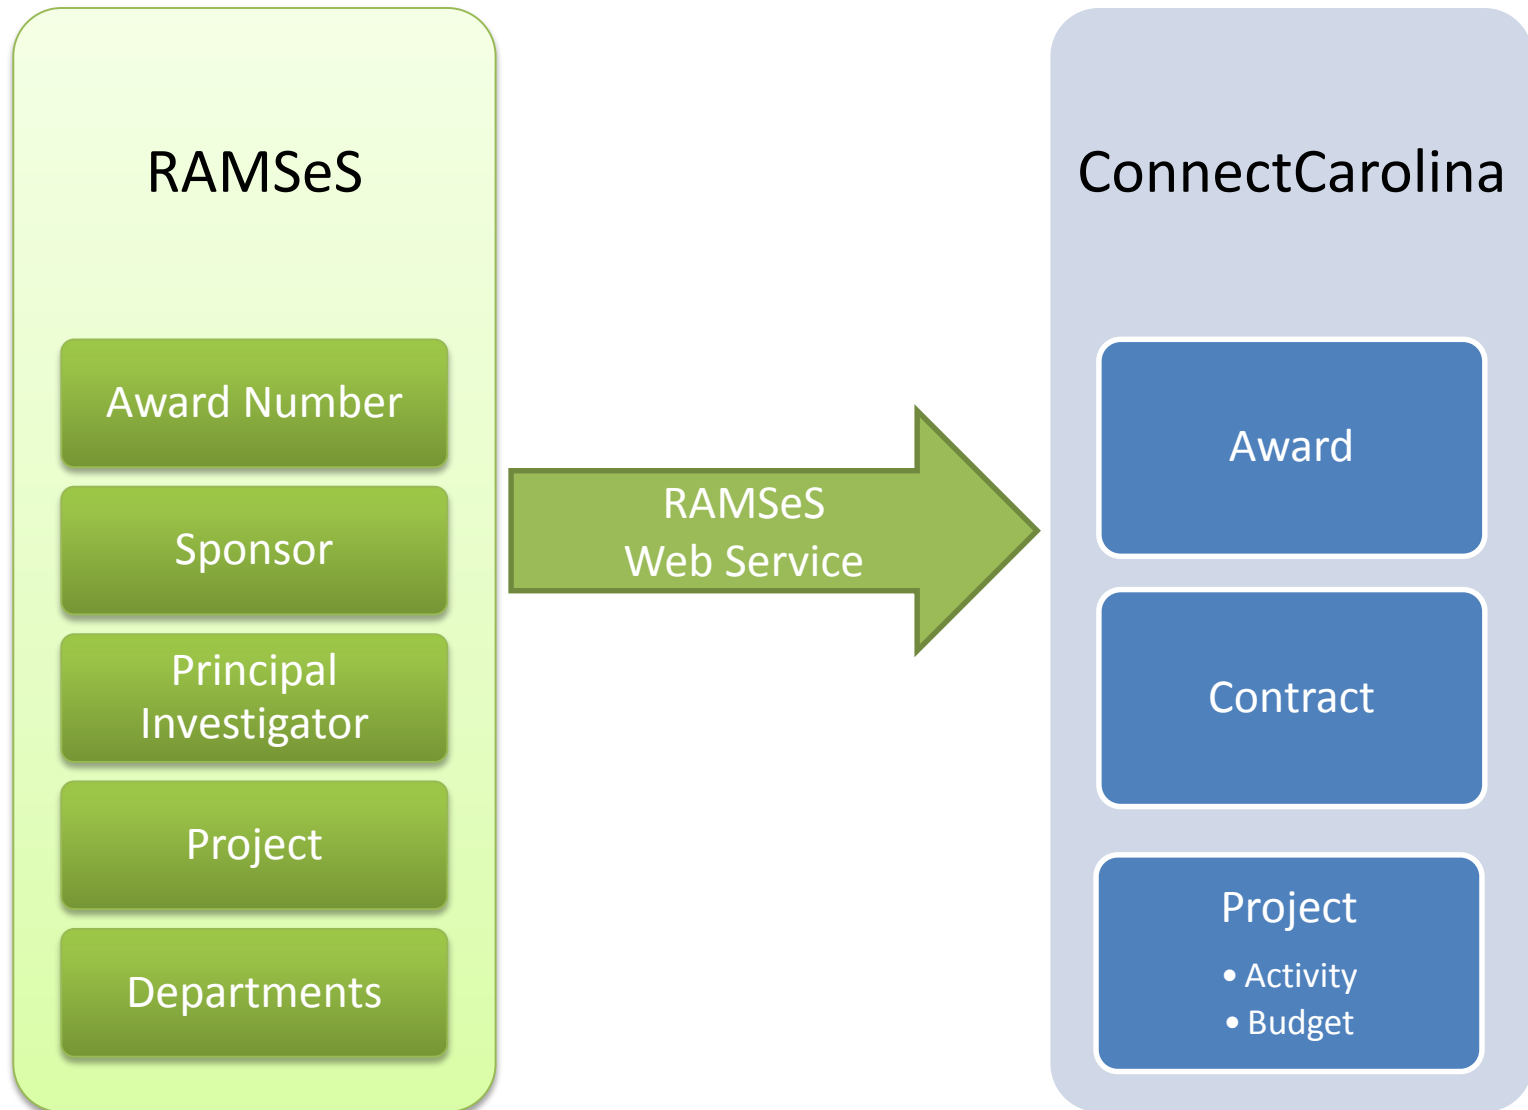 RAMSeS
Award Number
Sponsor
Principal
Investigator
Project
Departments
RAMSeS
Web Service
ConnectCarolina
Award
Contract
Project
• Activity
• Budget